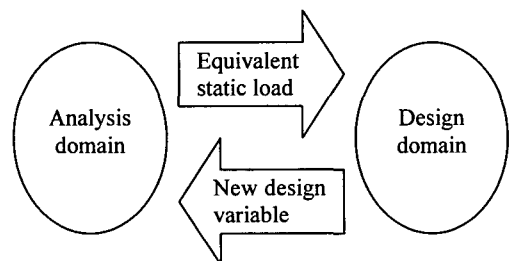 Analysis
domain
Equivalent
static load
Design
domain
New design
variable